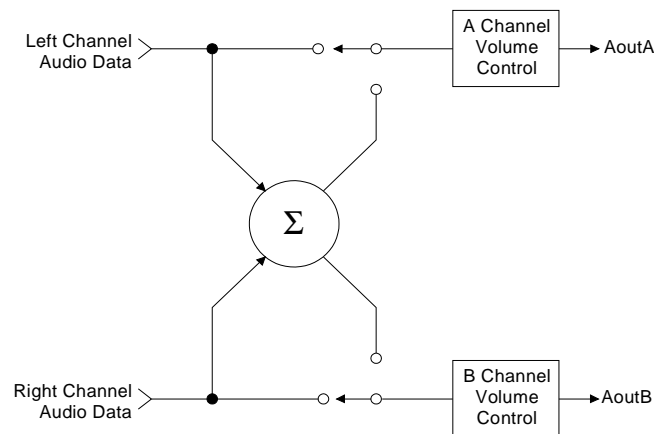 Left Channel
Audio Data
A Channel
Volume
Control
AoutA
Σ
Right Channel
Audio Data
B Channel
Volume
Control
AoutB